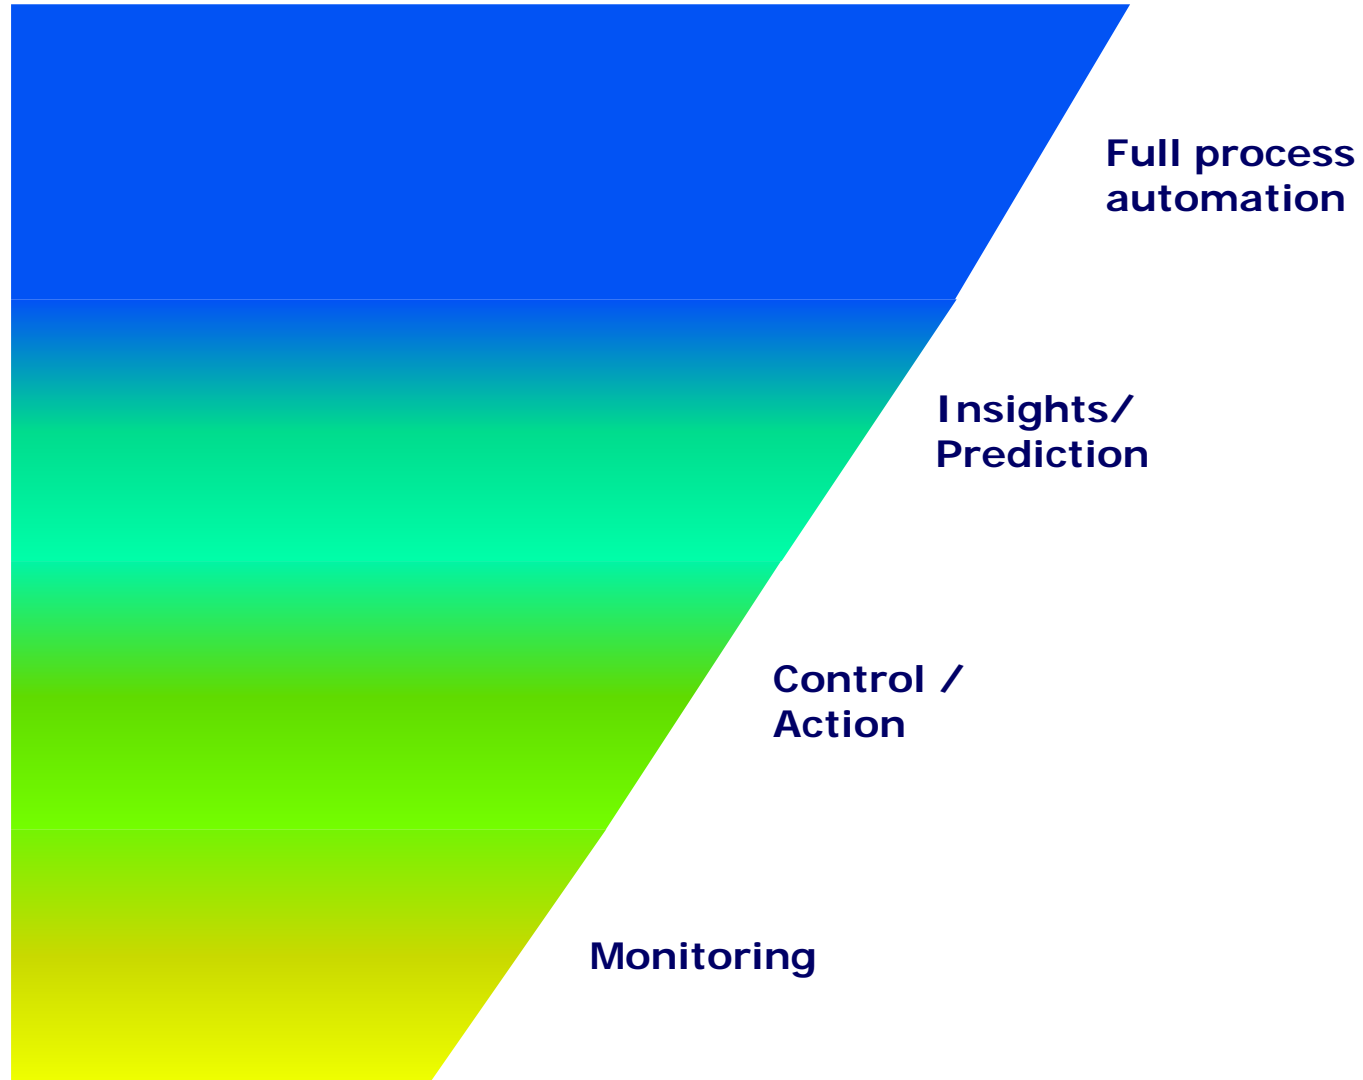 Full process
automation
Insights/
Prediction
Control /
Action
Monitoring